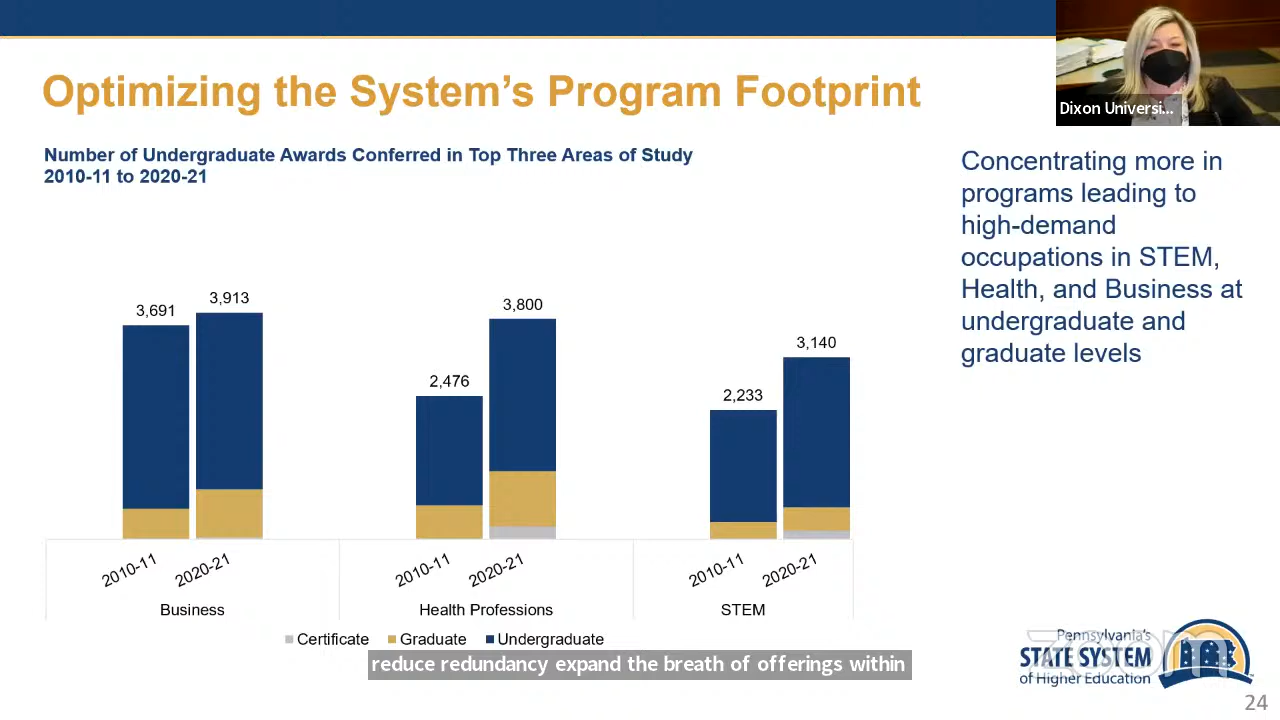 Optimizing the System's Program Footprint
Dixon Universi...
Number of Undergraduate Awards Conferred in Top Three Areas of Study
2010-11 to 2020-21
Concentrating more in
programs leading to
high-demand
occupations in STEM,
Health, and Business at
undergraduate and
graduate levels
3,691
3,913
2,476
3,800
2,233
3,140
2010-11
2020-21
2010-11
2020-21
2010-11
2020-21
Business
Health Professions
STEM
Certificate
Graduate
Undergraduate
reduce redundancy expand the breath of offerings within
Pennsylvania's
STATE SYSTEM
of Higher Education
zoom
24